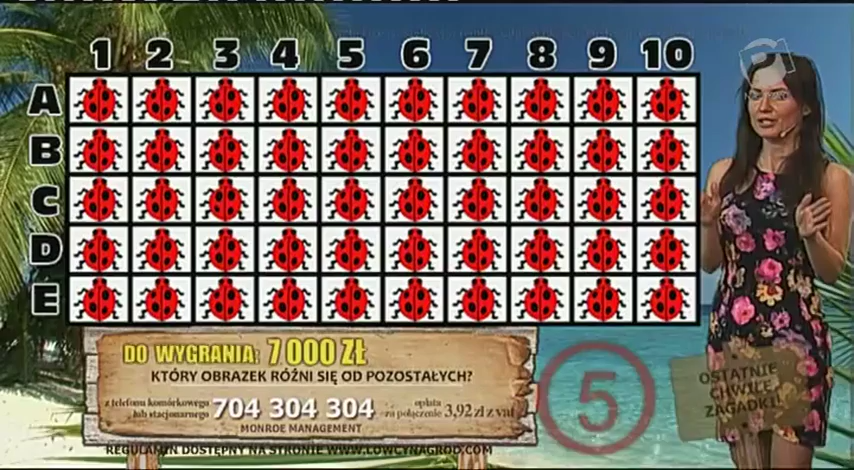 1 2 3 4 5 6 7 8 9 10
A
B
C
D
E
DO WYGRANIA: 7 000 ZŁ
KTÓRY OBRAZEK RÓŻNI SIĘ OD POZOSTAŁYCH?
z telefonu komórkowego
lub stacjonarnego
704 304 304
opłata
za połączenie 3,92 zł z vat
MONROE MANAGEMENT
REGULAMIN DOSTĘPNY NA STRONIE WWW.LOWCYNAGROD.COM
5
OSTATNIE
CHWILE
ZAGADKI!